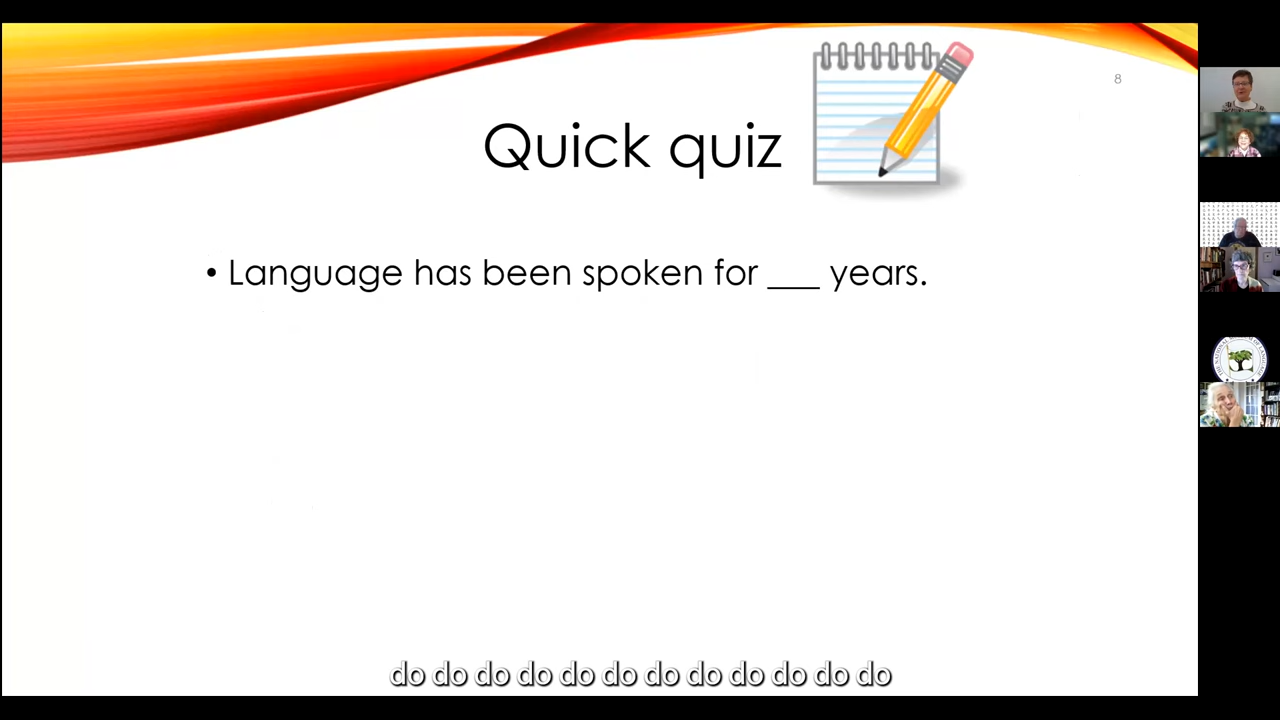 8
Quick quiz
• Language has been spoken for ___ years.
do do do do do do do do do do do do